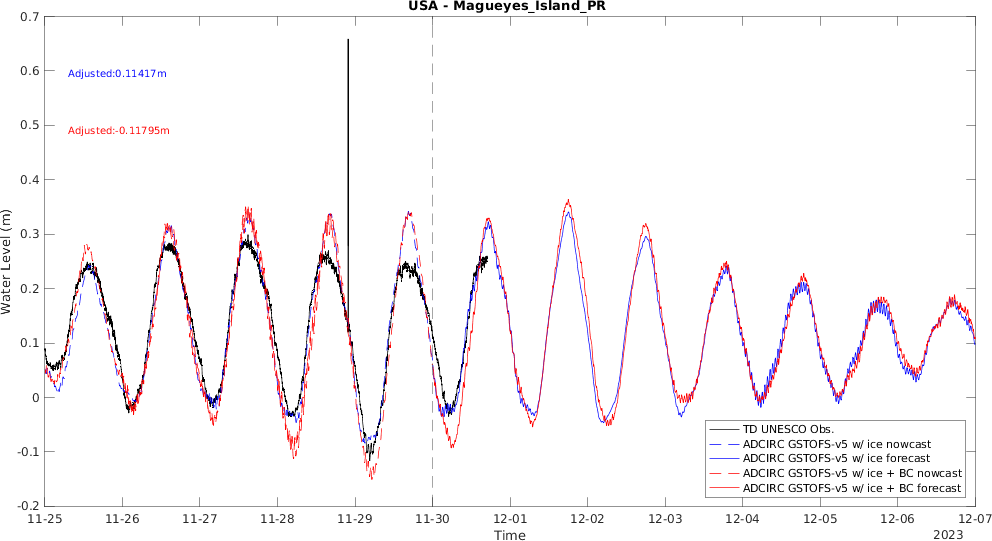 USA - Magueyes_Island_PR
0.7
0.6
0.5
0.4
0.3
0.2
0.1
0
-0.1
-0.2
Water Level (m)
Adjusted:0.11417m
Adjusted:-0.11795m
TD UNESCO Obs.
ADCIRC GSTOFS-v5 w/ ice nowcast
ADCIRC GSTOFS-v5 w/ ice forecast
ADCIRC GSTOFS-v5 w/ ice + BC nowcast
ADCIRC GSTOFS-v5 w/ ice + BC forecast
11-25 11-26 11-27 11-28 11-29 11-30 12-01 12-02 12-03 12-04 12-05 12-06 12-07
Time
2023